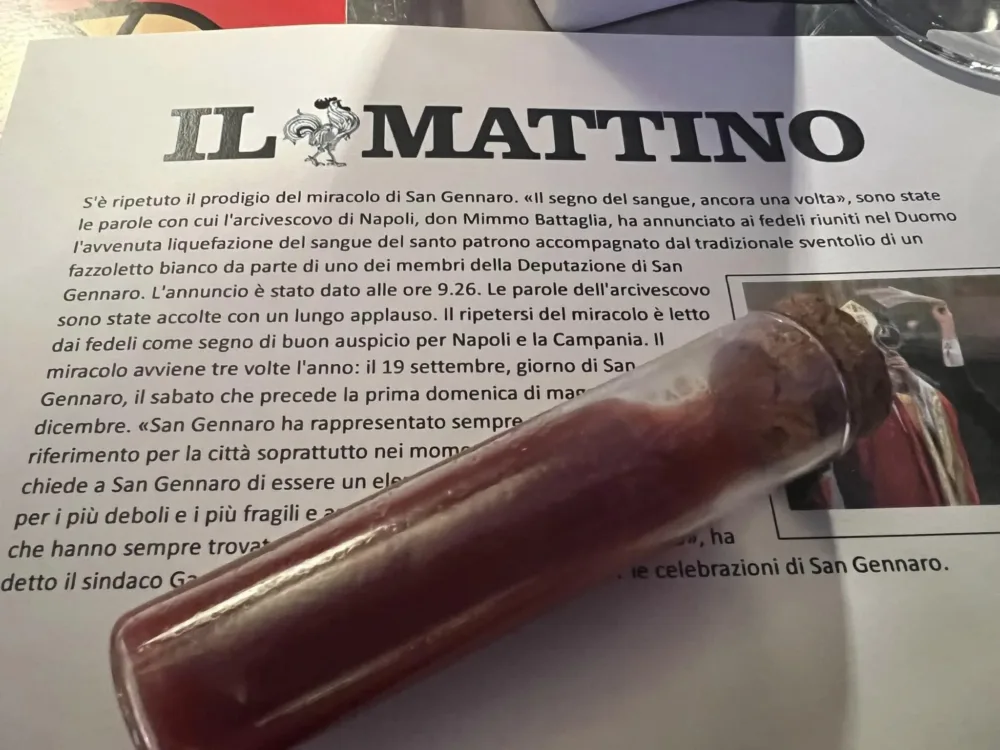 IL MATTINO
S'è ripetuto il prodigio del miracolo di San Gennaro. «Il segno del sangue, ancora una volta», sono state
le parole con cui l'arcivescovo di Napoli, don Mimmo Battaglia, ha annunciato ai fedeli riuniti nel Duomo
l'avvenuta liquefazione del sangue del santo patrono accompagnato dal tradizionale sventolio di un
fazzoletto bianco da parte di uno dei membri della Deputazione di San
Gennaro. L'annuncio è stato dato alle ore 9.26. Le parole dell'arcivescovo
sono state accolte con un lungo applauso. Il ripetersi del miracolo è letto
dai fedeli come segno di buon auspicio per Napoli e la Campania. Il
miracolo avviene tre volte l'anno: il 19 settembre, giorno di San
Gennaro, il sabato che precede la prima domenica di
dicembre. «San Gennaro ha rappresentato sempre
riferimento per la città soprattutto nei
chiede a San Gennaro di essere un
per i più deboli e i più fragili e
che hanno sempre », ha
detto il sindaco le celebrazioni di San Gennaro.